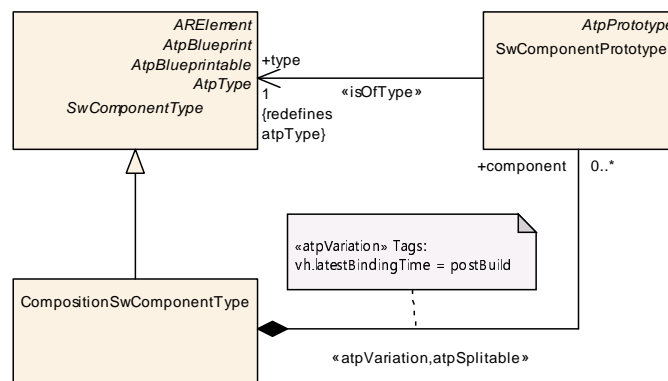 ARElement
AtpBlueprint
AtpBlueprintable
AtpType
SwComponentType
+type
1
{redefines
atpType}
«isOfType»
AtpPrototype
SwComponentPrototype
+component 0..*
«atpVariation» Tags:
vh.latestBindingTime = postBuild
CompositionSwComponentType
«atpVariation,atpSplitable»